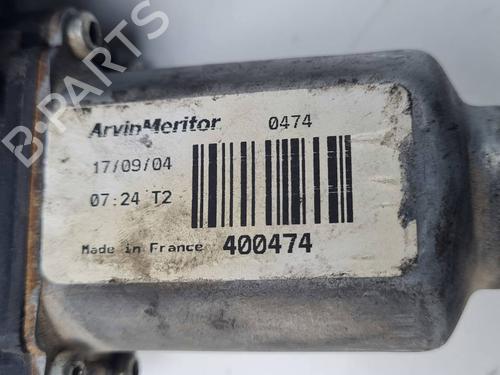 ArvinMeritor 0474
17/09/04
07:24 T2
Made in France 400474
B-PARTS